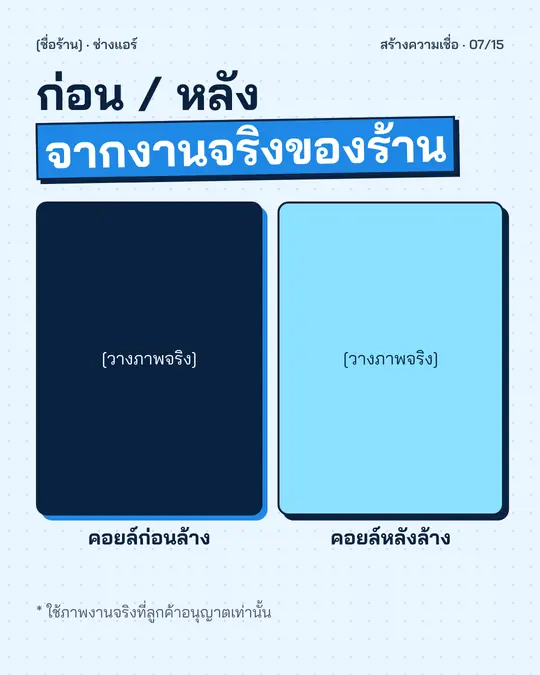 (ชื่อร้าน) · ช่างแอร์
สร้างความเชื่อ · 07/15
ก่อน / หลัง
จากงานจริงของร้าน
(วางภาพจริง)
(วางภาพจริง)
คอยล์ก่อนล้าง
คอยล์หลังล้าง
* ใช้ภาพงานจริงที่ลูกค้าอนุญาตเท่านั้น